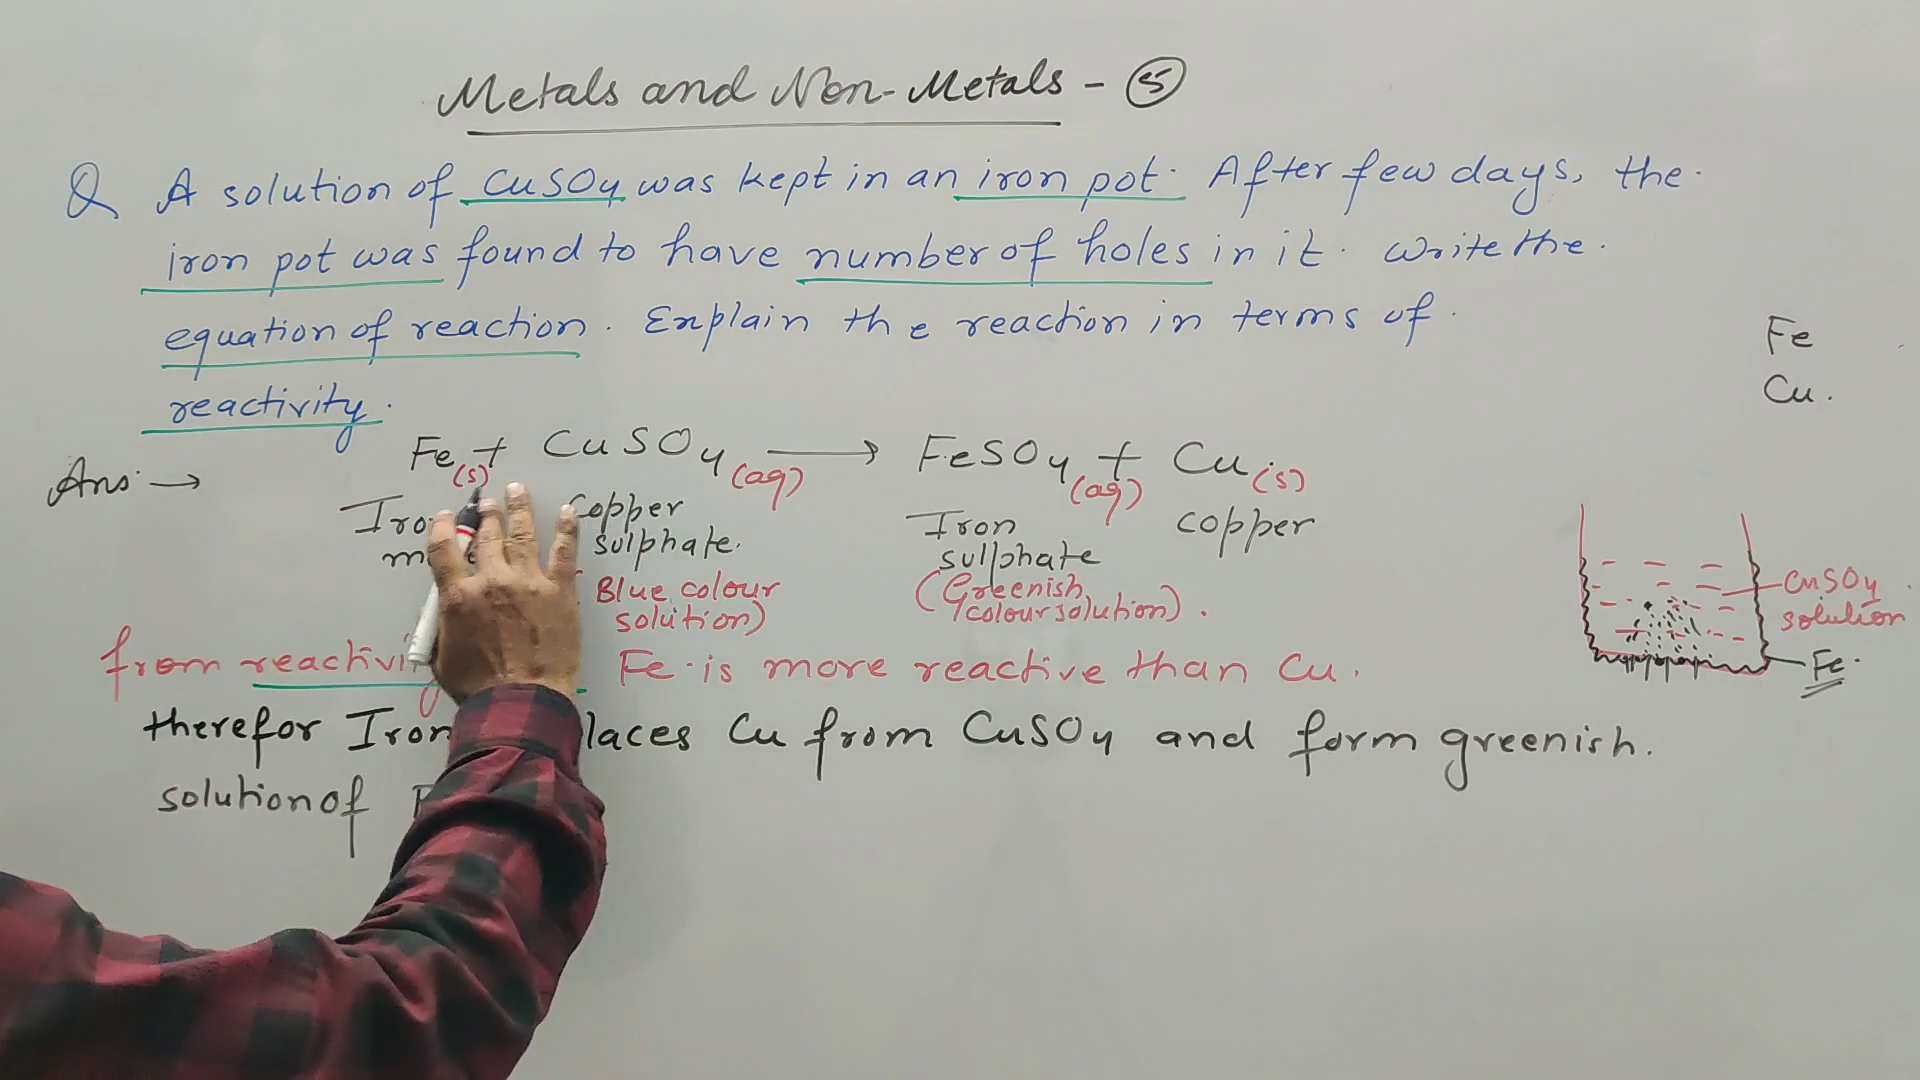 Metals and Non-Metals - 5
Q A solution of CuSO4 was kept in an iron pot. After few days, the
iron pot was found to have number of holes in it. Write the
equation of reaction. Explain the reaction in terms of
reactivity.
Fe
Cu.
Ans → Fe(s) + CuSO4(aq) → FeSO4(aq) + Cu(s)
Copper Iron copper
sulphate. sulphate
(Blue colour (Greenish
solution) colour solution).
CuSO4
solution
Fe
from Fe is more reactive than Cu.
therefor Iron Cu from CuSO4 and form greenish.
solution of